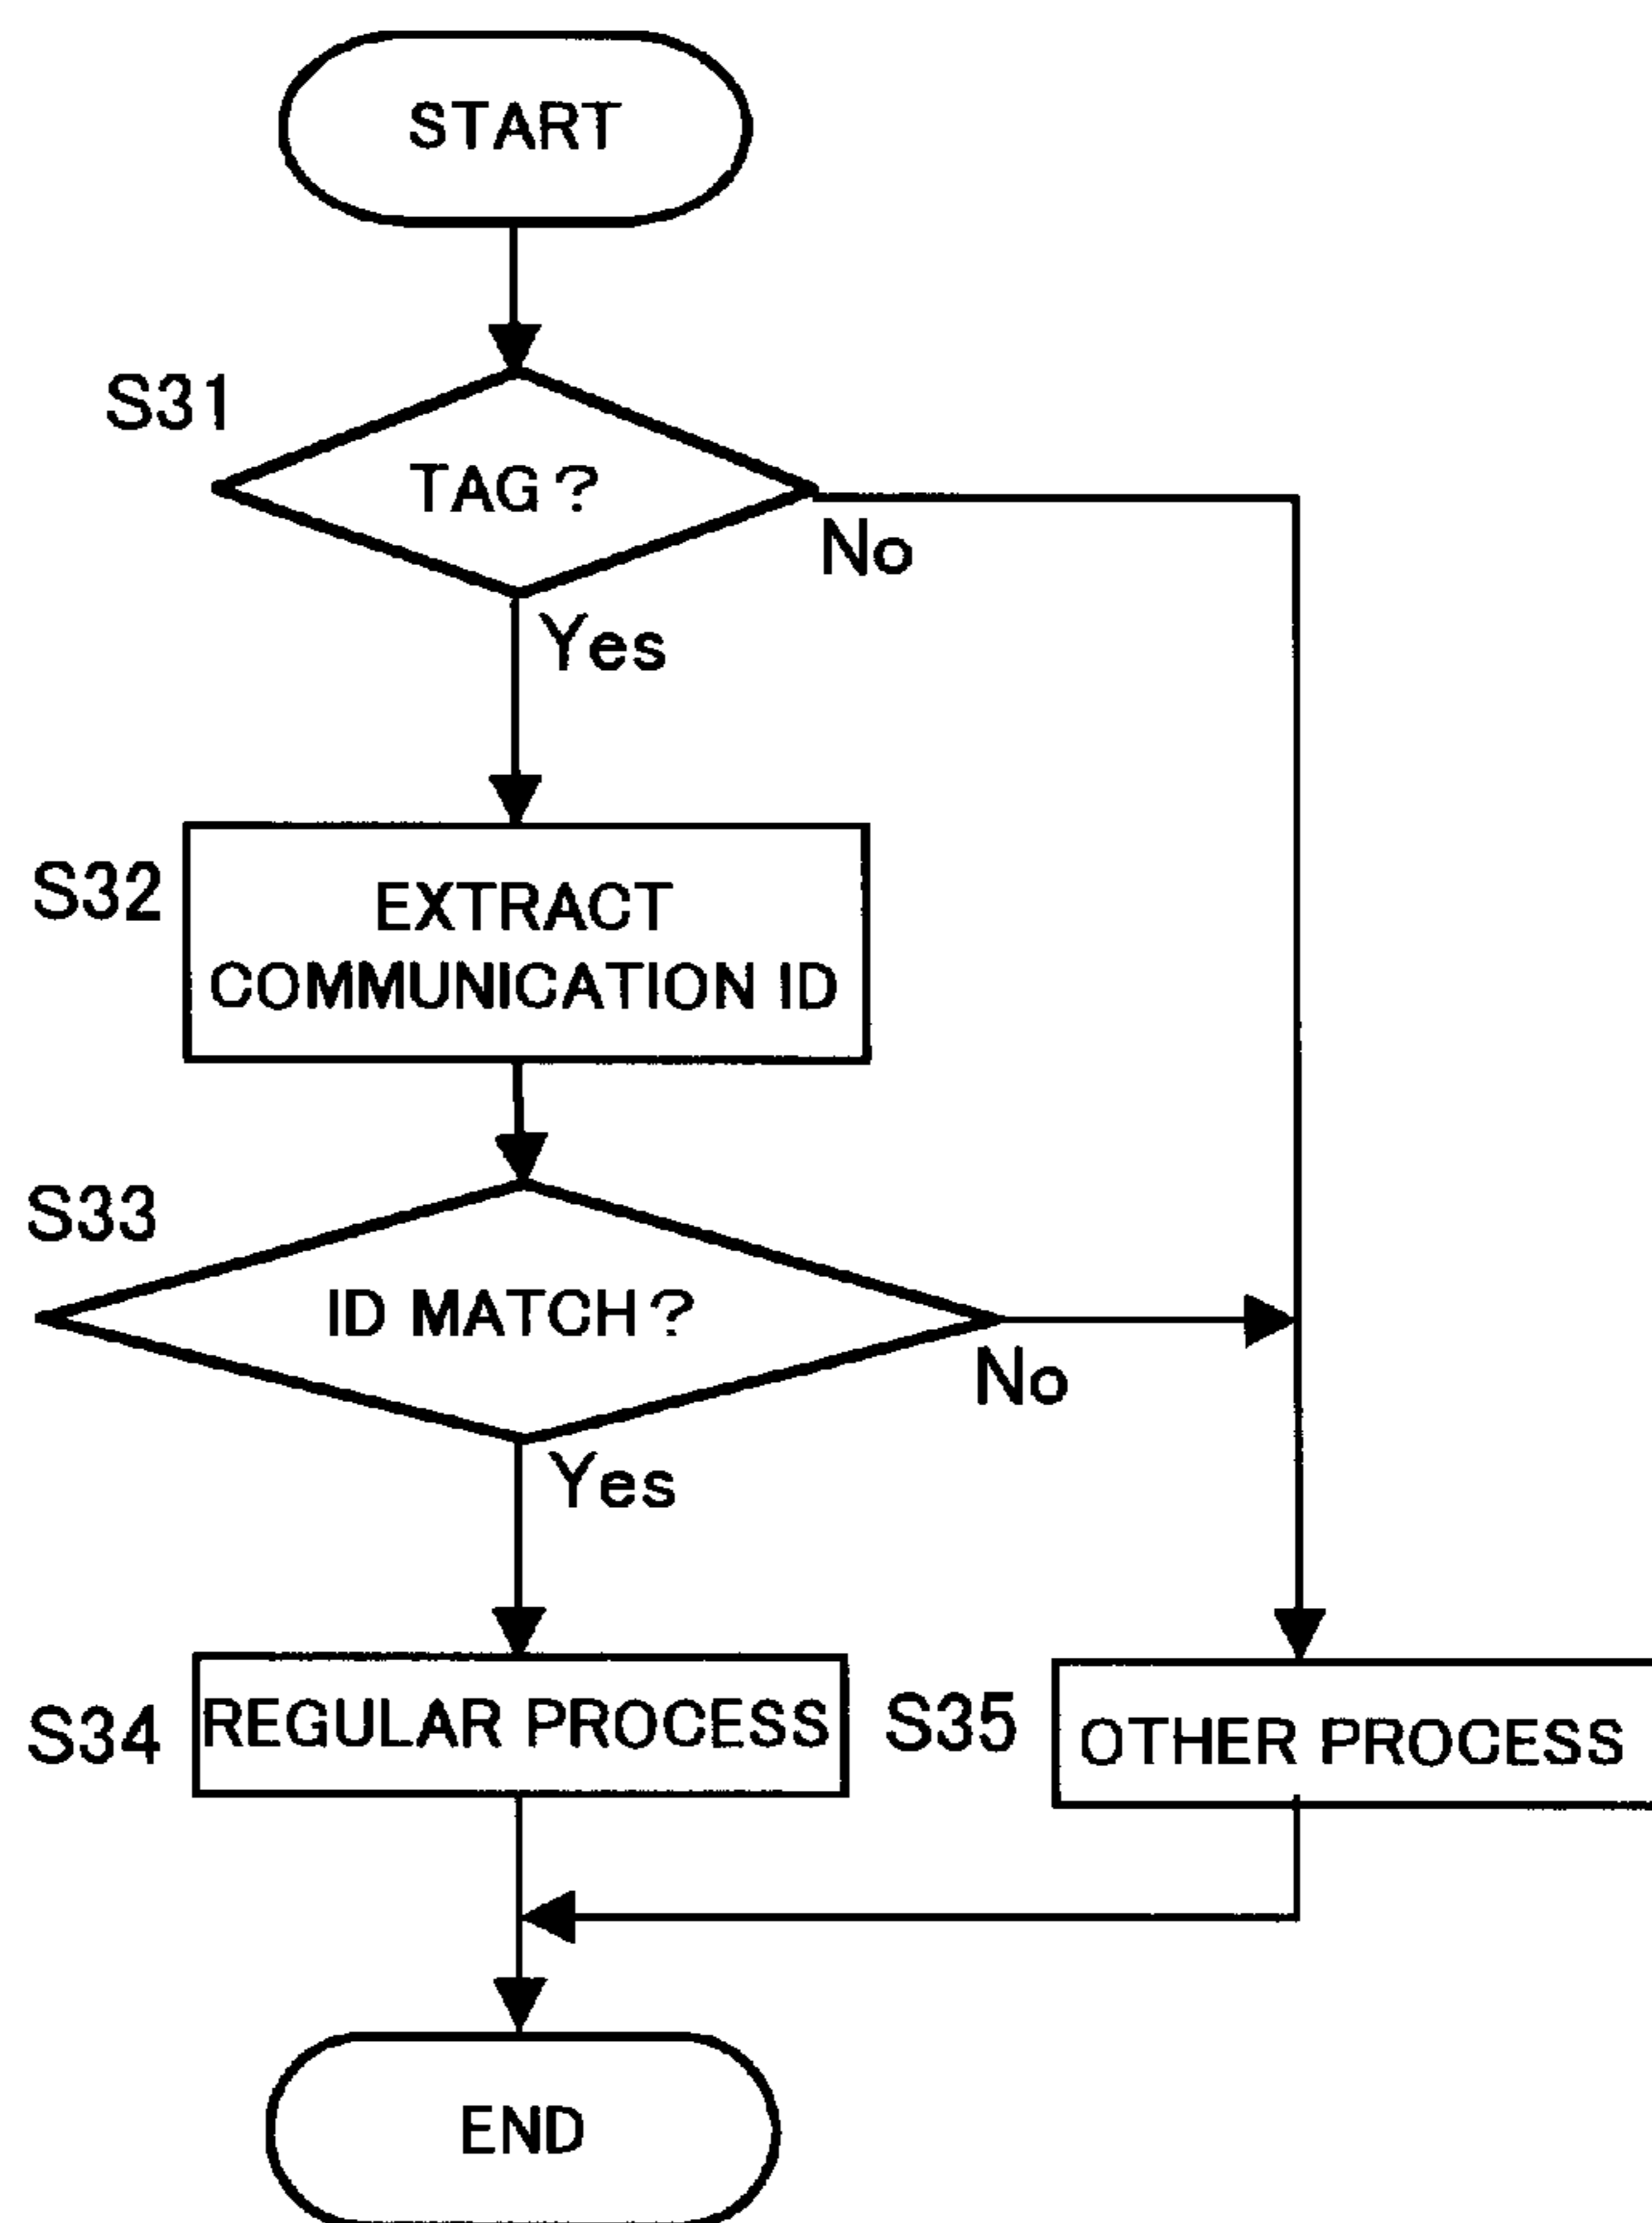 START
S31
TAG?
No
Yes
S32
EXTRACT
COMMUNICATION ID
S33
ID MATCH?
No
Yes
S34
REGULAR PROCESS
S35
OTHER PROCESS
END